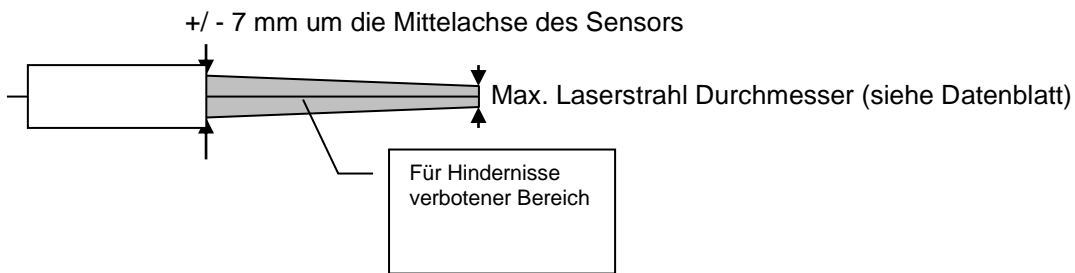 +/ - 7 mm um die Mittelachse des Sensors
Max. Laserstrahl Durchmesser (siehe Datenblatt)
Für Hindernisse
verbotener Bereich